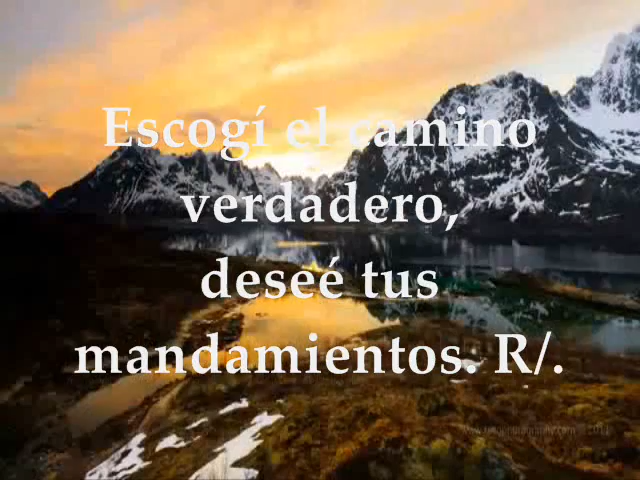 Escogí el camino
verdadero,
deseé tus
mandamientos. R/.